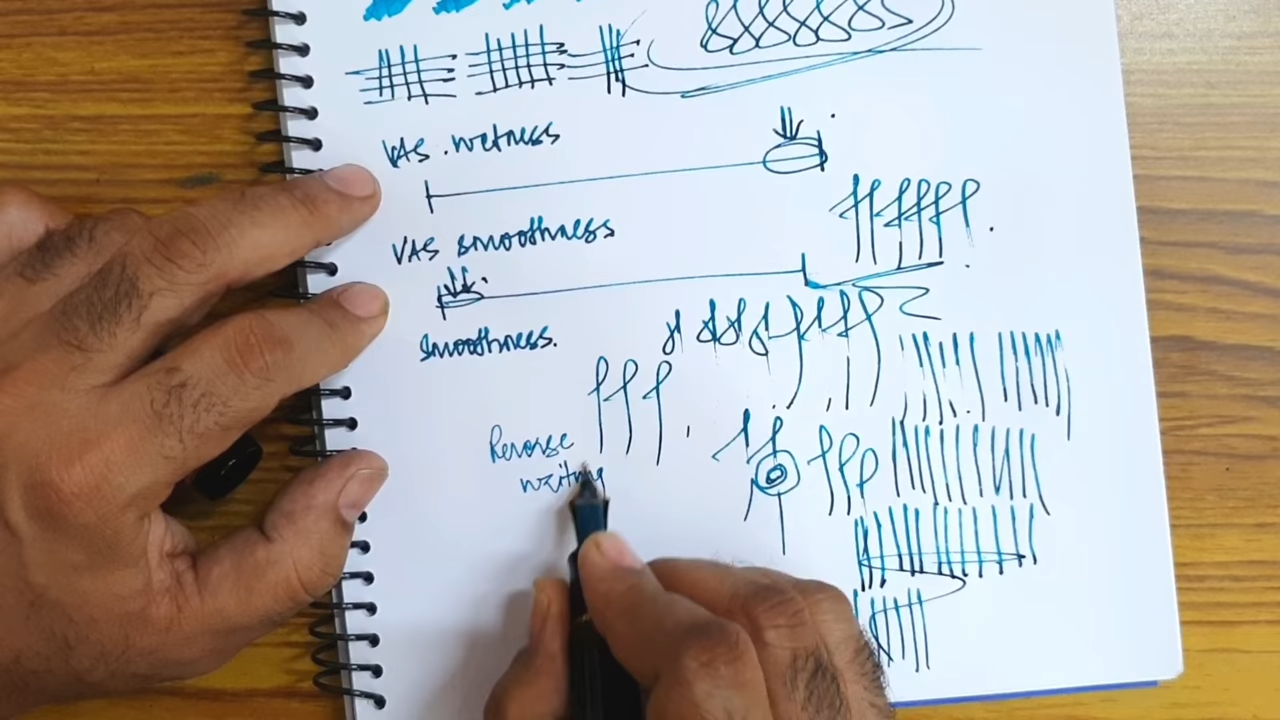 VAS . wetness
VAS smoothness
Smoothness.
Reverse
writing